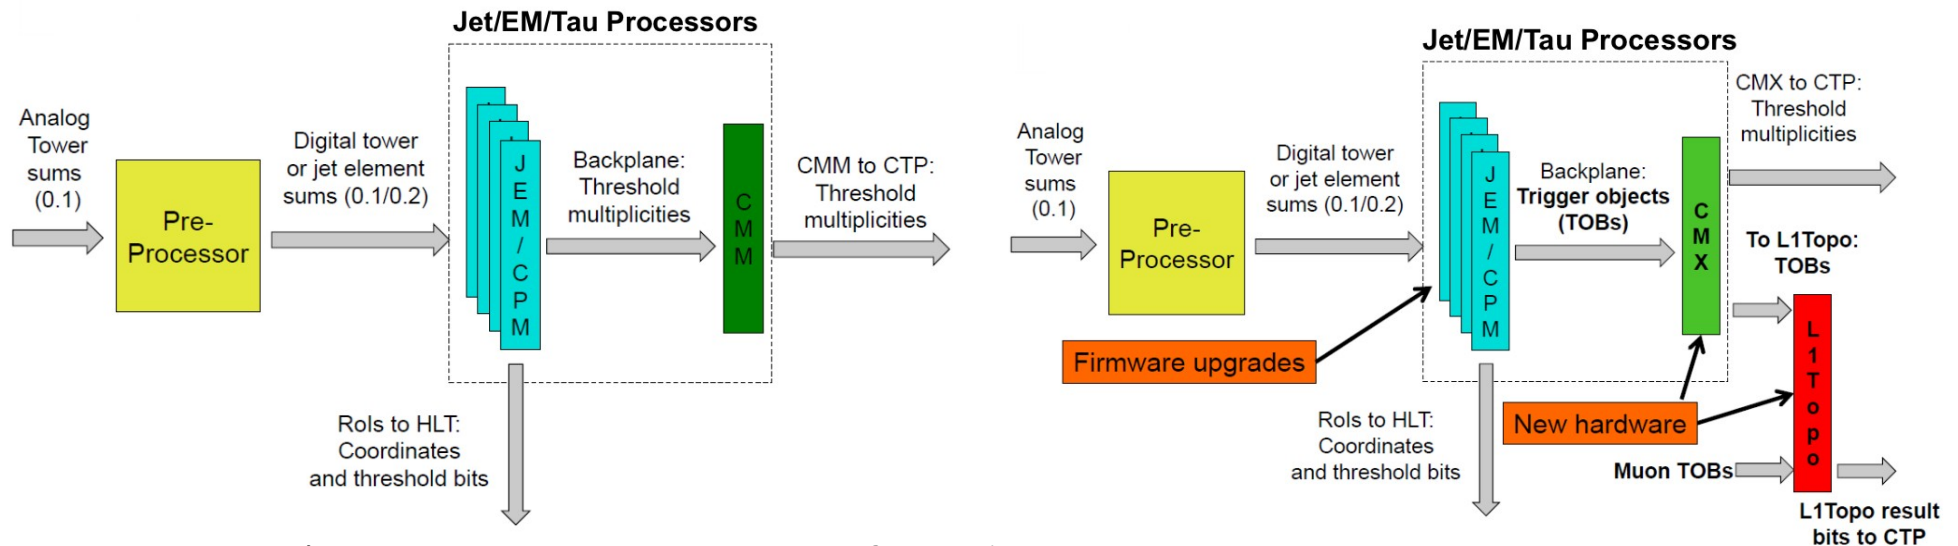 Jet/EM/Tau Processors
Analog
Tower
sums
(0.1)
Pre-
Processor
Digital tower
or jet element
sums (0.1/0.2)
J
E
M
/
C
P
M
Backplane:
Threshold
multiplicities
C
M
M
CMM to CTP:
Threshold
multiplicities
RoIs to HLT:
Coordinates
and threshold bits
Jet/EM/Tau Processors
Analog
Tower
sums
(0.1)
Pre-
Processor
Digital tower
or jet element
sums (0.1/0.2)
Firmware upgrades
J
E
M
/
C
P
M
Backplane:
Trigger objects
(TOBs)
C
M
X
CMX to CTP:
Threshold
multiplicities
To L1Topo:
TOBs
L
1
T
o
p
o
New hardware
RoIs to HLT:
Coordinates
and threshold bits
Muon TOBs
L1Topo result
bits to CTP